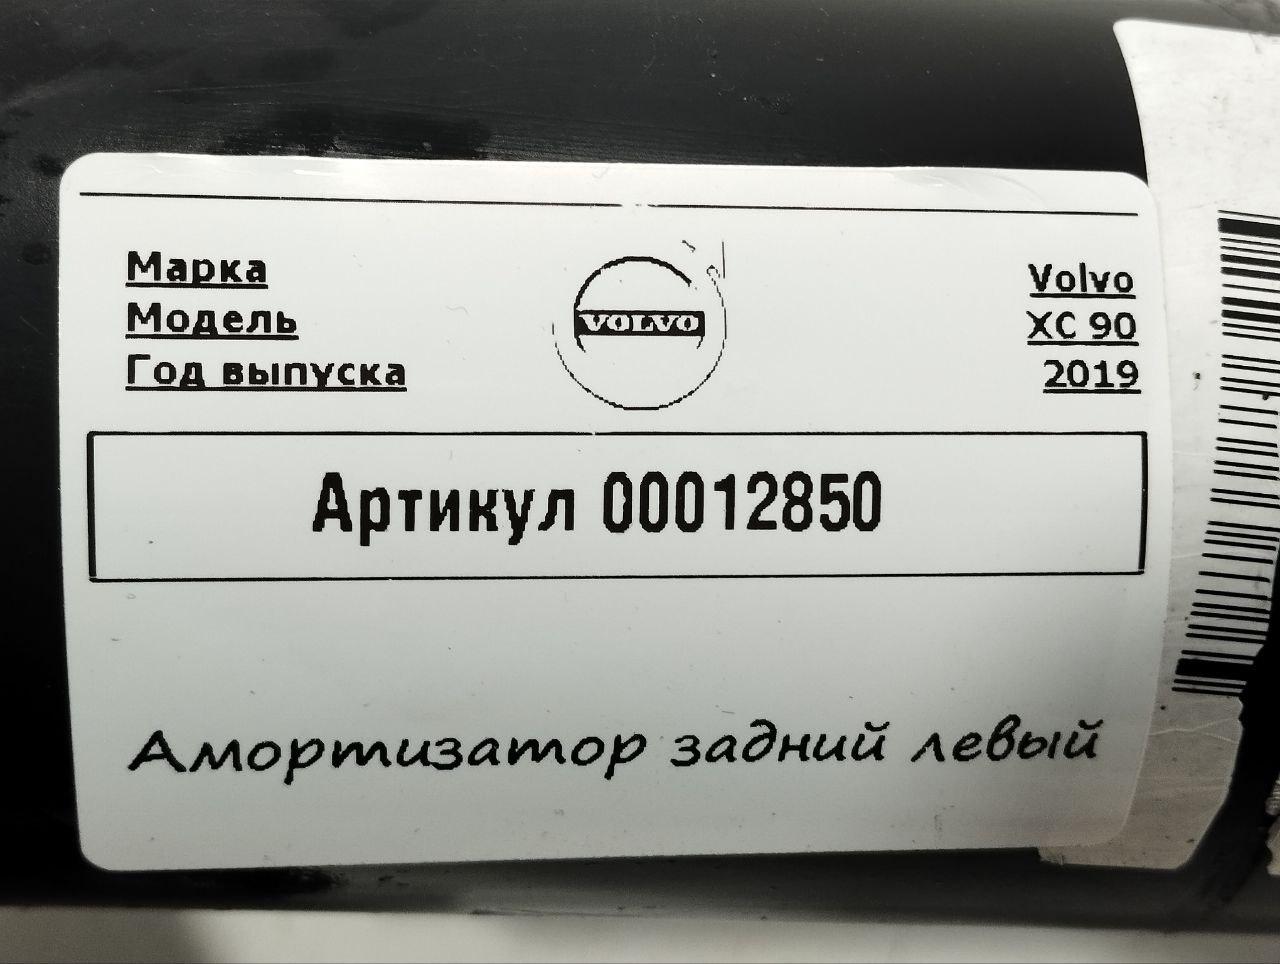 Марка
Модель
Год выпуска
VOLVO
Volvo
XC 90
2019
Артикул 00012850
Амортизатор задний левый